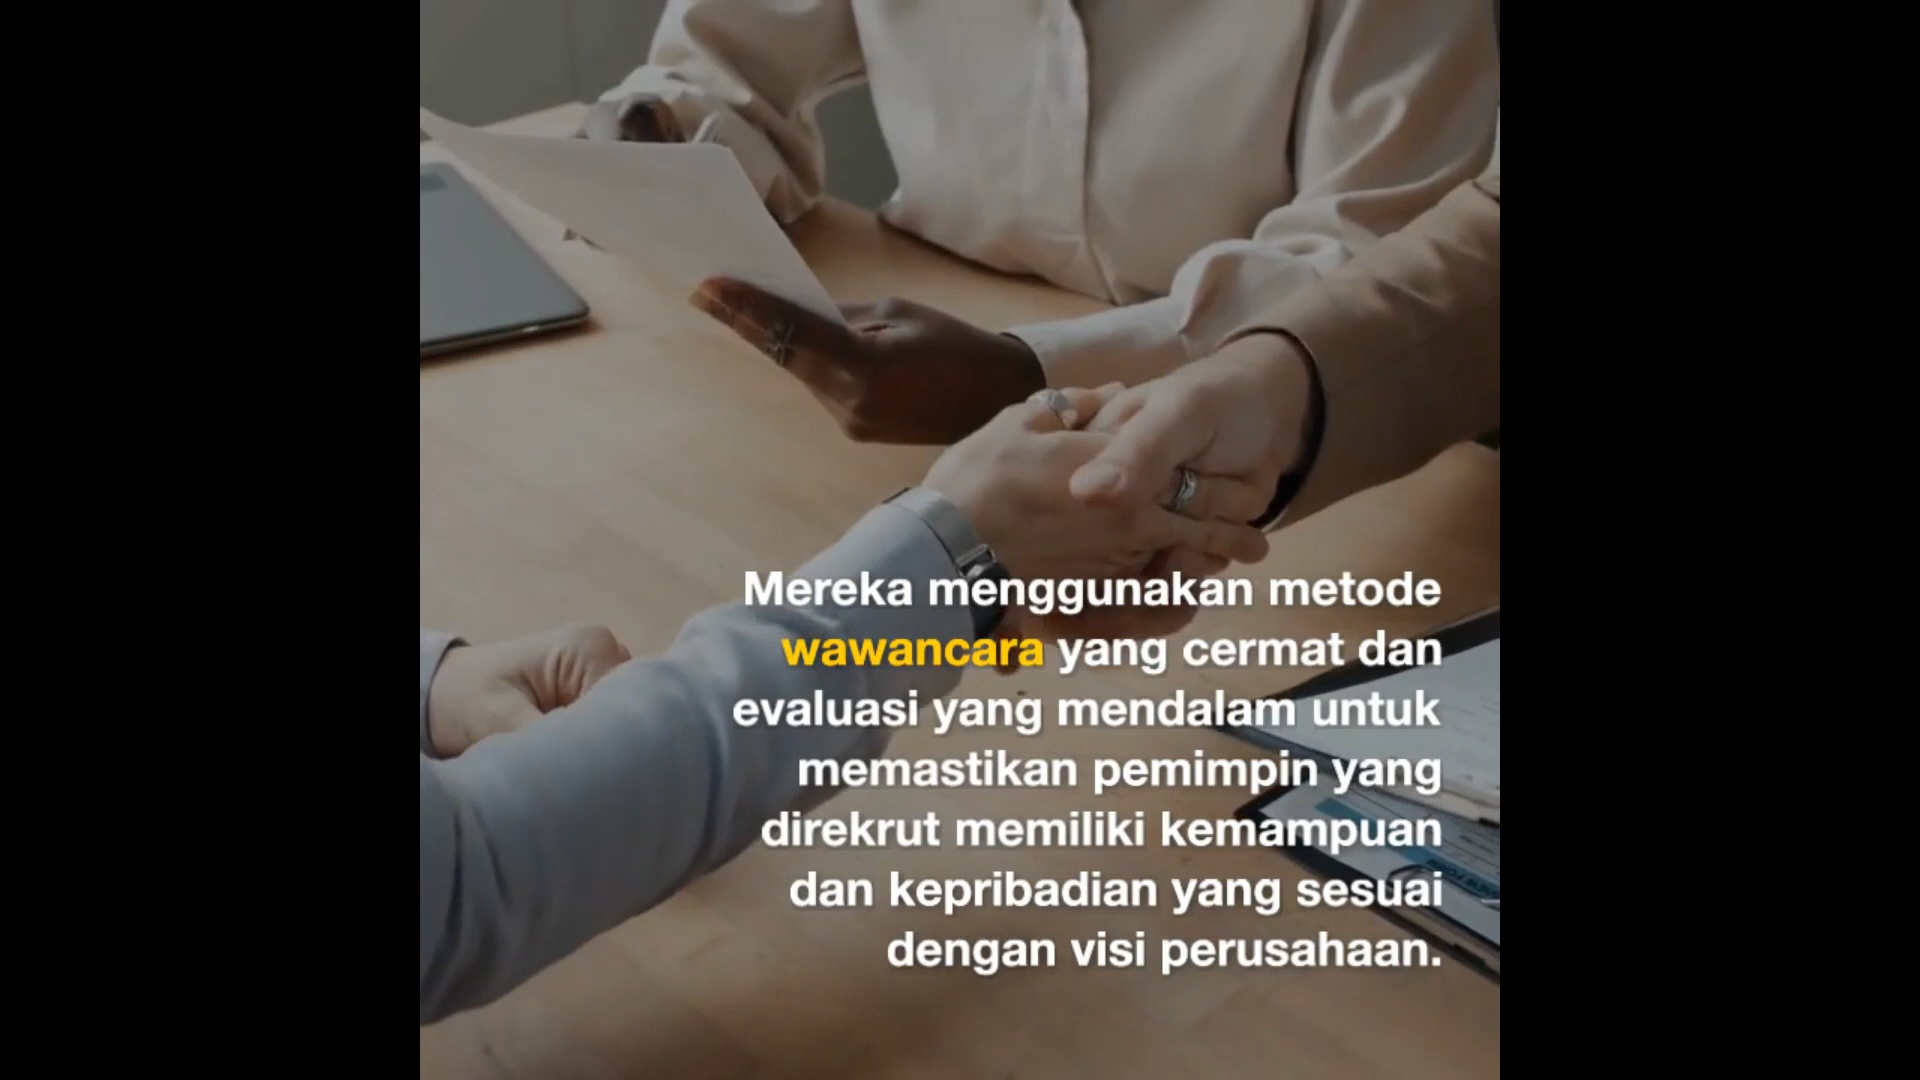 Mereka menggunakan metode
wawancara yang cermat dan
evaluasi yang mendalam untuk
memastikan pemimpin yang
direkrut memiliki kemampuan
dan kepribadian yang sesuai
dengan visi perusahaan.